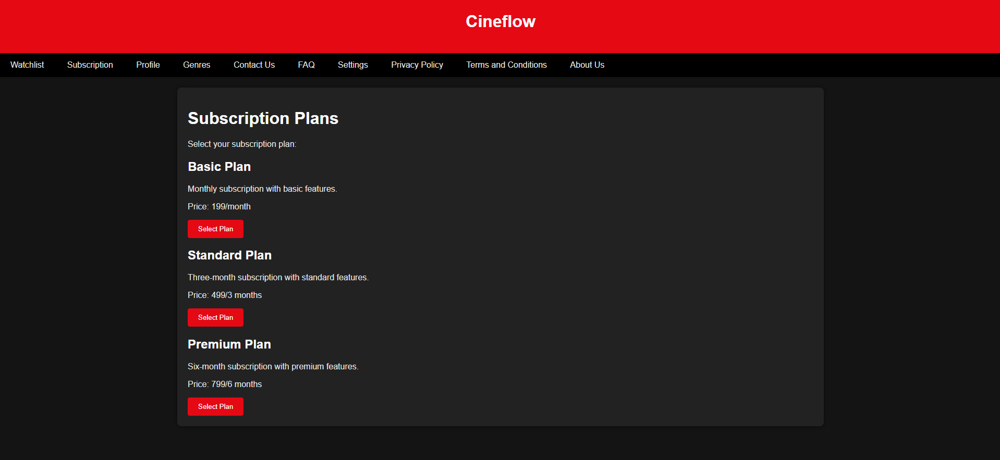 Cineflow
Watchlist Subscription Profile Genres Contact Us FAQ Settings Privacy Policy Terms and Conditions About Us
Subscription Plans
Select your subscription plan:
Basic Plan
Monthly subscription with basic features.
Price: 199/month
Select Plan
Standard Plan
Three-month subscription with standard features.
Price: 499/3 months
Select Plan
Premium Plan
Six-month subscription with premium features.
Price: 799/6 months
Select Plan